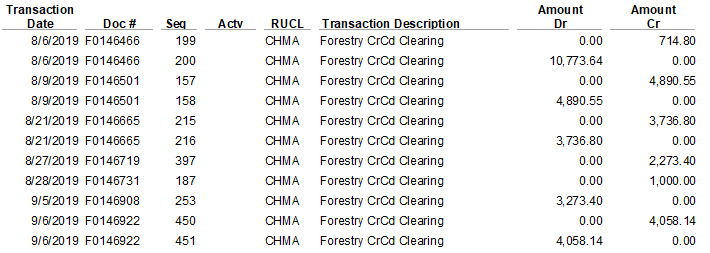 Transaction Amount Amount
Date Doc # Seq Actv RUCL Transaction Description Dr Cr
8/6/2019 F0146466 199 CHMA Forestry CrCd Clearing 0.00 714.80
8/6/2019 F0146466 200 CHMA Forestry CrCd Clearing 10,773.64 0.00
8/9/2019 F0146501 157 CHMA Forestry CrCd Clearing 0.00 4,890.55
8/9/2019 F0146501 158 CHMA Forestry CrCd Clearing 4,890.55 0.00
8/21/2019 F0146665 215 CHMA Forestry CrCd Clearing 0.00 3,736.80
8/21/2019 F0146665 216 CHMA Forestry CrCd Clearing 3,736.80 0.00
8/27/2019 F0146719 397 CHMA Forestry CrCd Clearing 0.00 2,273.40
8/28/2019 F0146731 187 CHMA Forestry CrCd Clearing 0.00 1,000.00
9/5/2019 F0146908 253 CHMA Forestry CrCd Clearing 3,273.40 0.00
9/6/2019 F0146922 450 CHMA Forestry CrCd Clearing 0.00 4,058.14
9/6/2019 F0146922 451 CHMA Forestry CrCd Clearing 4,058.14 0.00